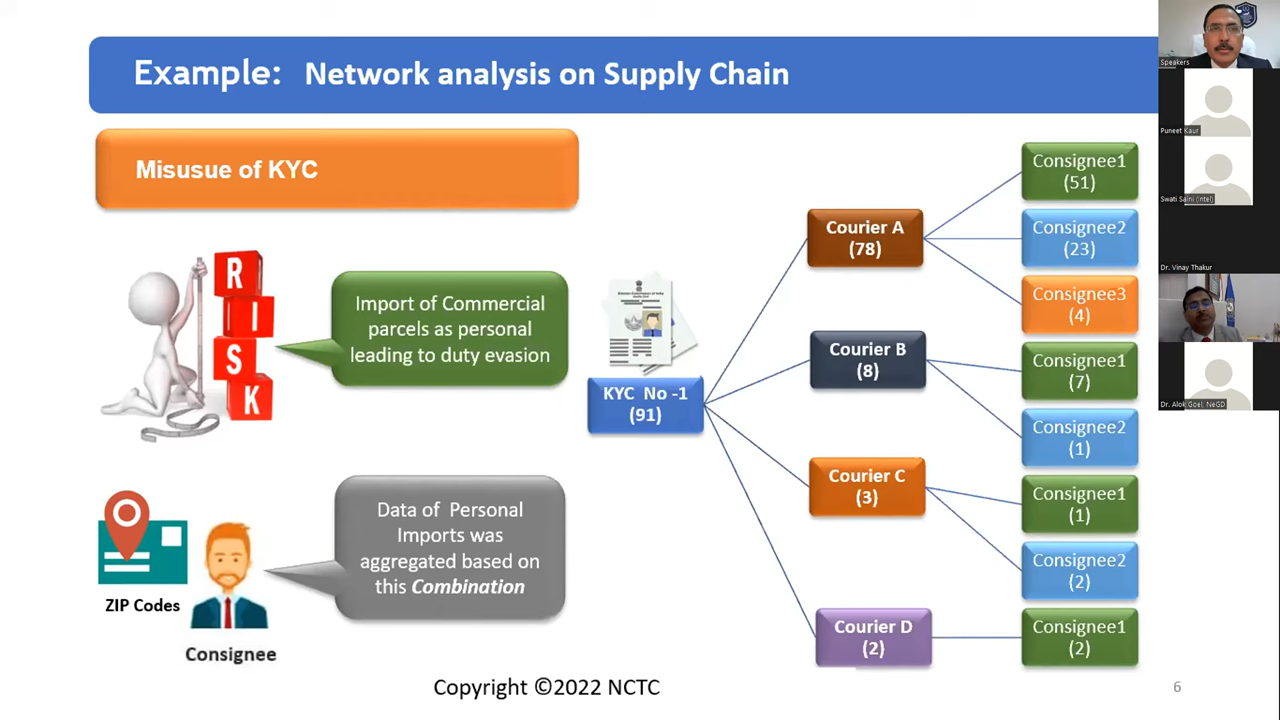 Example: Network analysis on Supply Chain
Misusue of KYC
R
I
S
K
Import of Commercial
parcels as personal
leading to duty evasion
ZIP Codes
Consignee
Data of Personal
Imports was
aggregated based on
this Combination
KYC No -1
(91)
Courier A
(78)
Courier B
(8)
Courier C
(3)
Courier D
(2)
Consignee1
(51)
Consignee2
(23)
Consignee3
(4)
Consignee1
(7)
Consignee2
(1)
Consignee1
(1)
Consignee2
(2)
Consignee1
(2)
Copyright ©2022 NCTC
6
Speakers
Puneet Kaur
Swati Saini (Intel)
Dr. Vinay Thakur
Dr. Alok Goel, NeGD